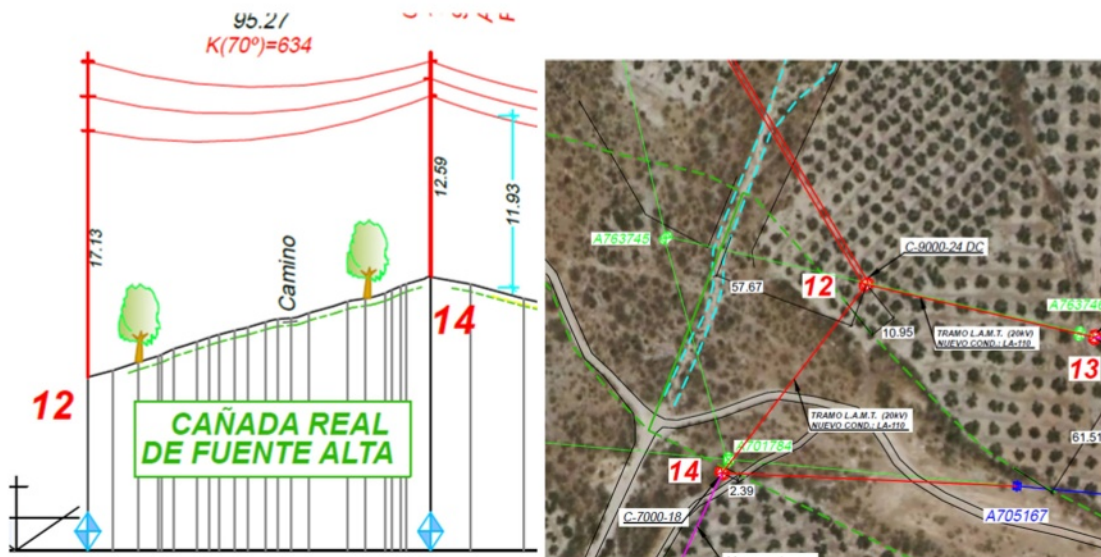 95.27
K(70º)=634
17.13
12.59
11.93
Camino
12
14
CAÑADA REAL
DE FUENTE ALTA
A763745
C-9000-24 DC
12
57.67
10.95
TRAMO L.A.M.T. (20kV)
NUEVO COND.: LA-110
13
TRAMO L.A.M.T. (20kV)
NUEVO COND.: LA-110
61.51
A701784
14
2.39
C-7000-18
A705167